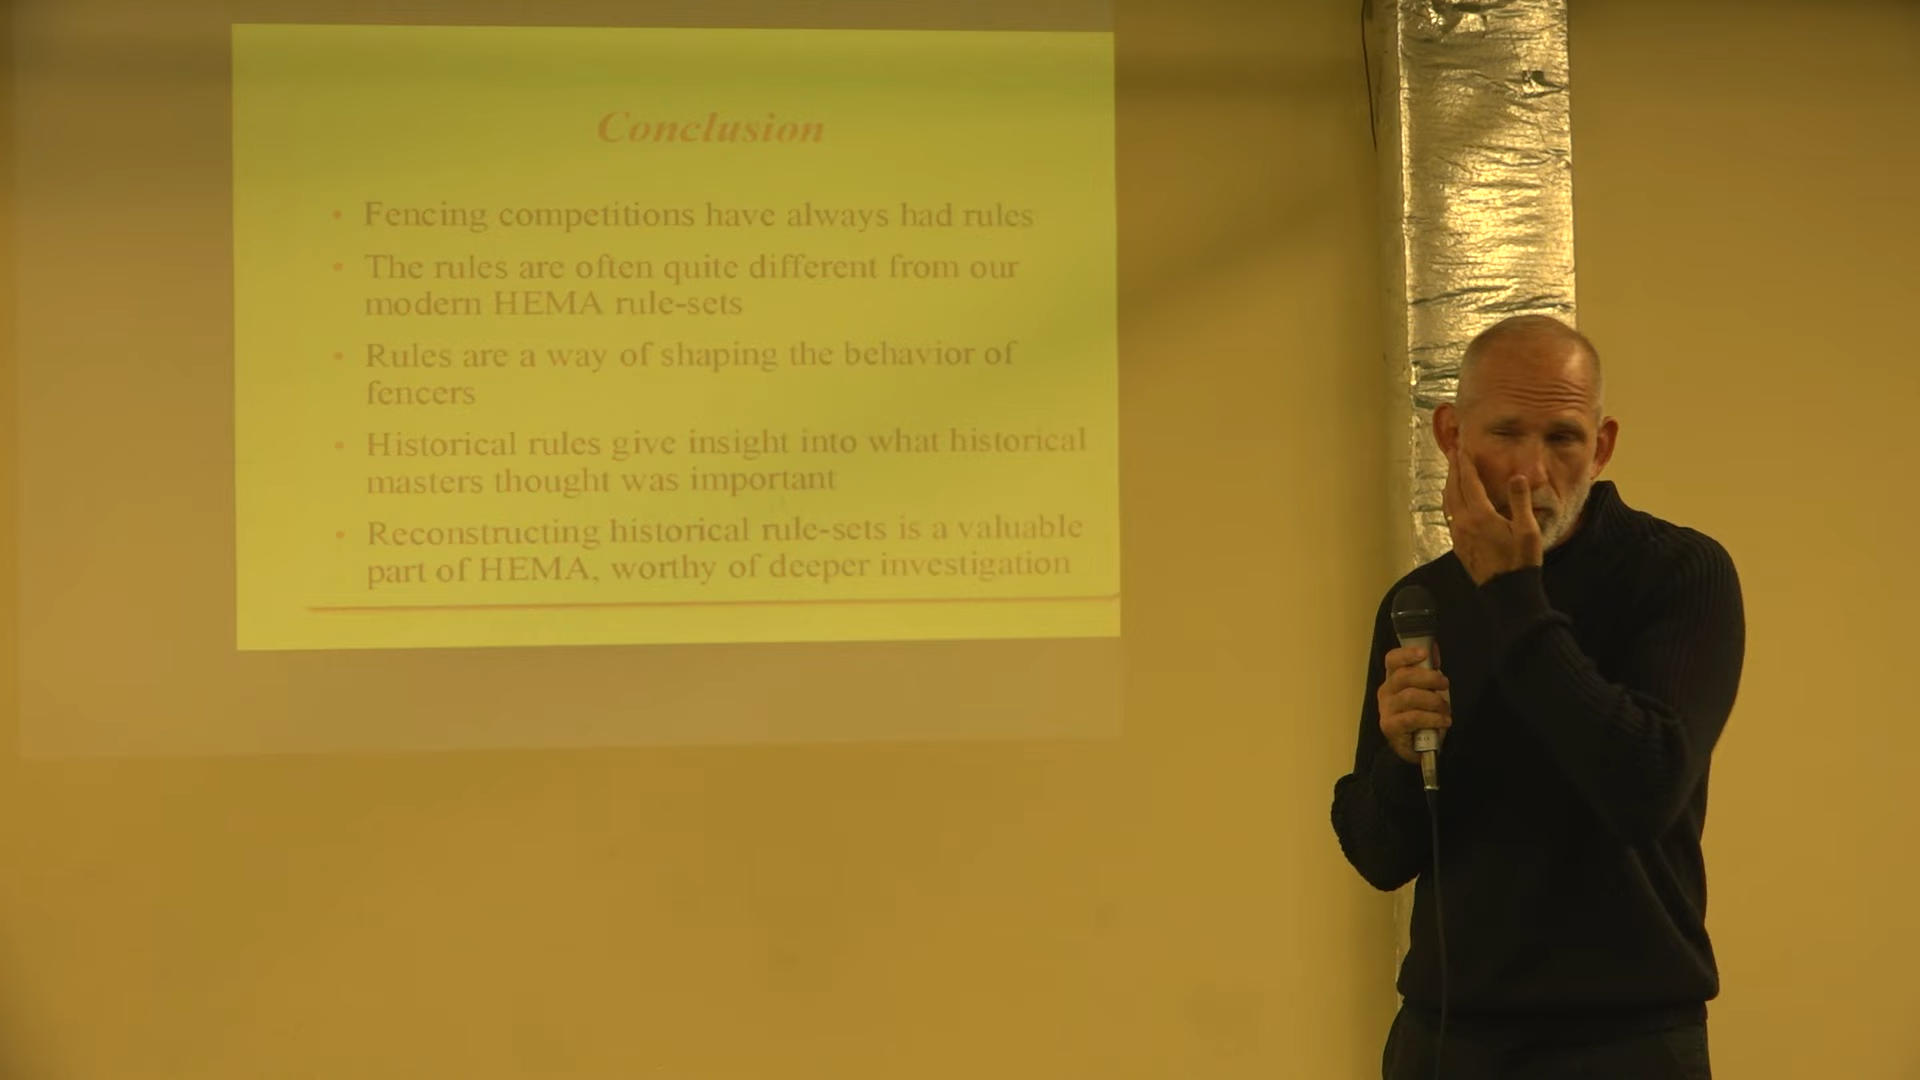 Conclusion
• Fencing competitions have always had rules
• The rules are often quite different from our
modern HEMA rule-sets
• Rules are a way of shaping the behavior of
fencers
• Historical rules give insight into what historical
masters thought was important
• Reconstructing historical rule-sets is a valuable
part of HEMA, worthy of deeper investigation